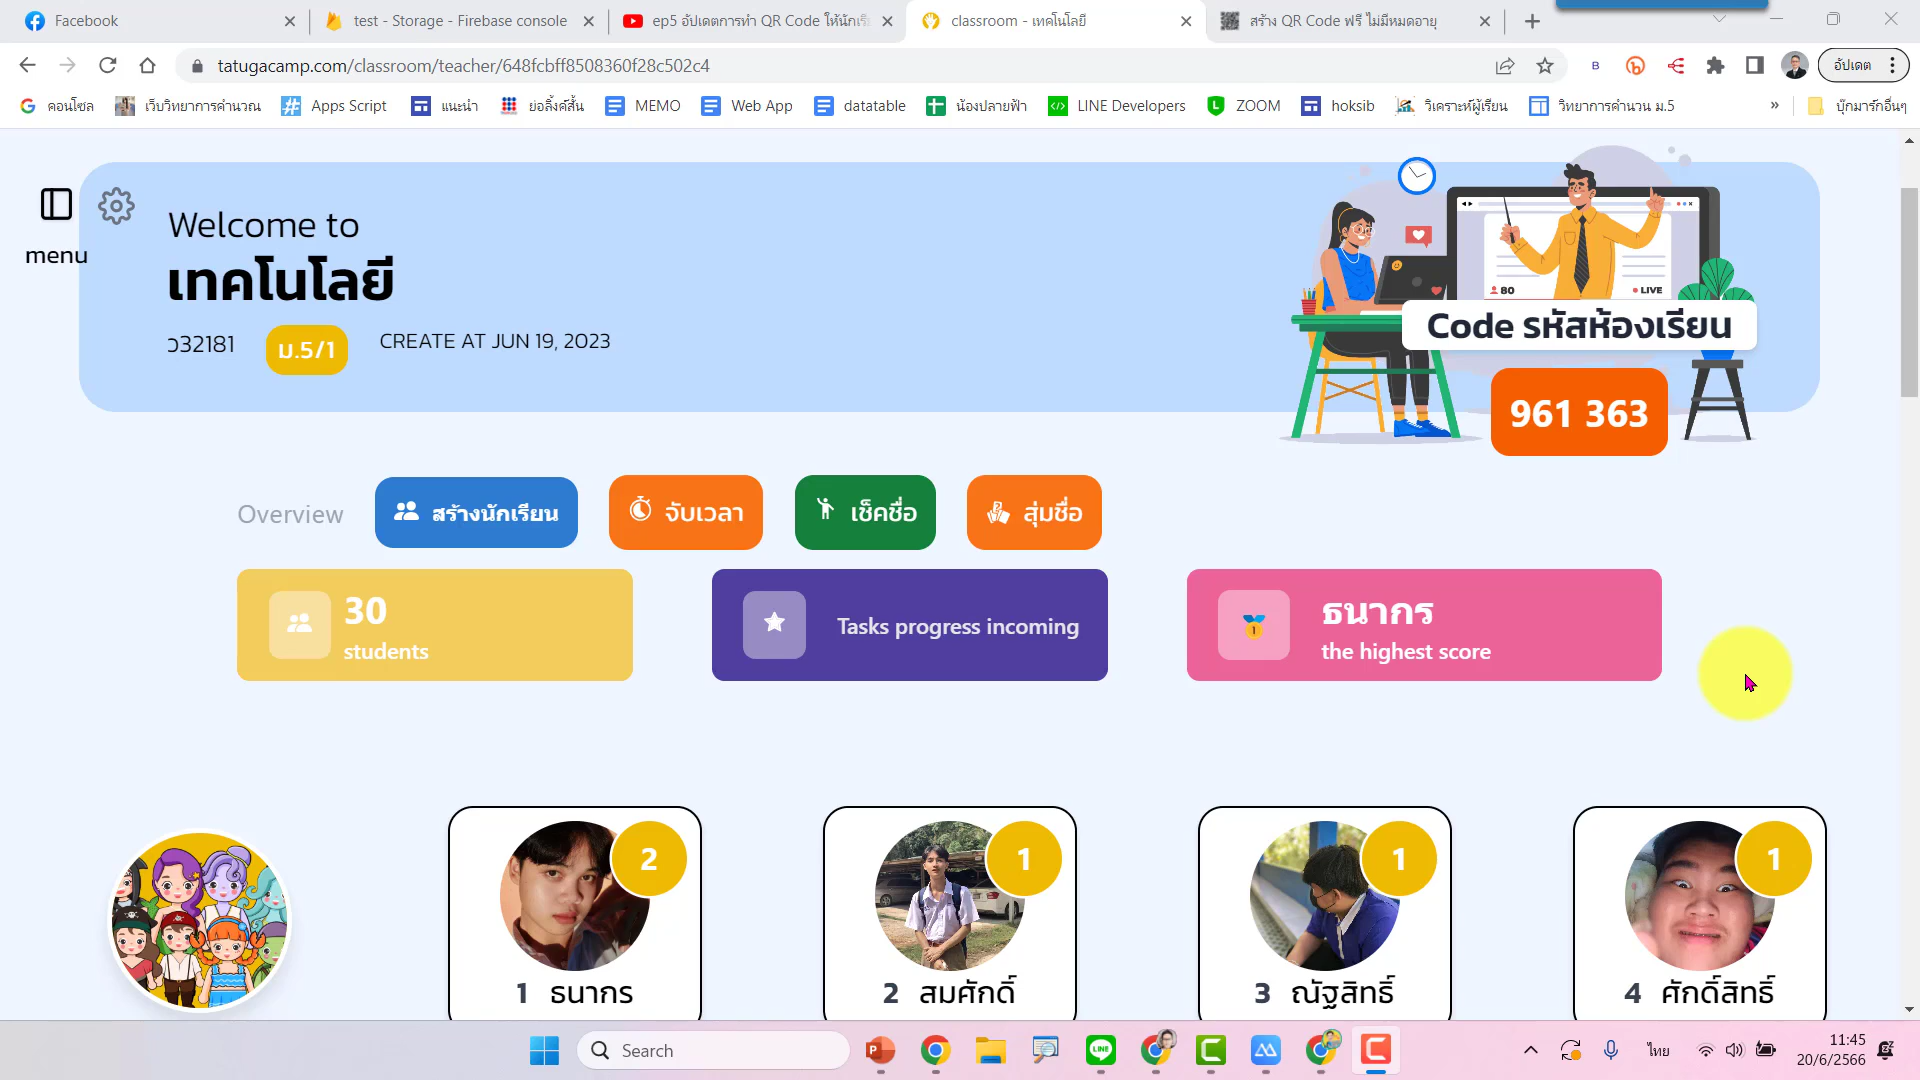 Facebook
test - Storage - Firebase console
ep5 อัปเดตการทำ QR Code ให้นักเรี
classroom - เทคโนโลยี
สร้าง QR Code ฟรี ไม่มีหมดอายุ
tatugacamp.com/classroom/teacher/648fcbff8508360f28c502c4
อัปเดต
คอนโซล
เว็บวิทยาการคำนวณ
Apps Script
แนะนำ
ย่อลิ้งค์สั้น
MEMO
Web App
datatable
น้องปลายฟ้า
LINE Developers
ZOOM
hoksib
วิเคราะห์ผู้เรียน
วิทยาการคำนวน ม.5
»
บุ๊กมาร์กอื่นๆ
menu
Welcome to
เทคโนโลยี
ว32181
ม.5/1
CREATE AT JUN 19, 2023
80
LIVE
Code รหัสห้องเรียน
961 363
Overview
สร้างนักเรียน
จับเวลา
เช็คชื่อ
สุ่มชื่อ
30
students
Tasks progress incoming
1
ธนากร
the highest score
2
1
1
1
1 ธนากร
2 สมศักดิ์
3 ณัฐสิทธิ์
4 ศักดิ์สิทธิ์
Search
ไทย
11:45
20/6/2566